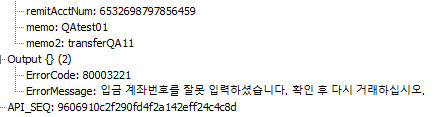 remitAcctNum: 6532698797856459
memo: QAtest01
memo2: transferQA11
Output {} (2)
ErrorCode: 80003221
ErrorMessage: 입금 계좌번호를 잘못 입력하셨습니다. 확인 후 다시 거래하십시오.
API_SEQ: 9606910c2f290fd4f2a142eff24c4c8d